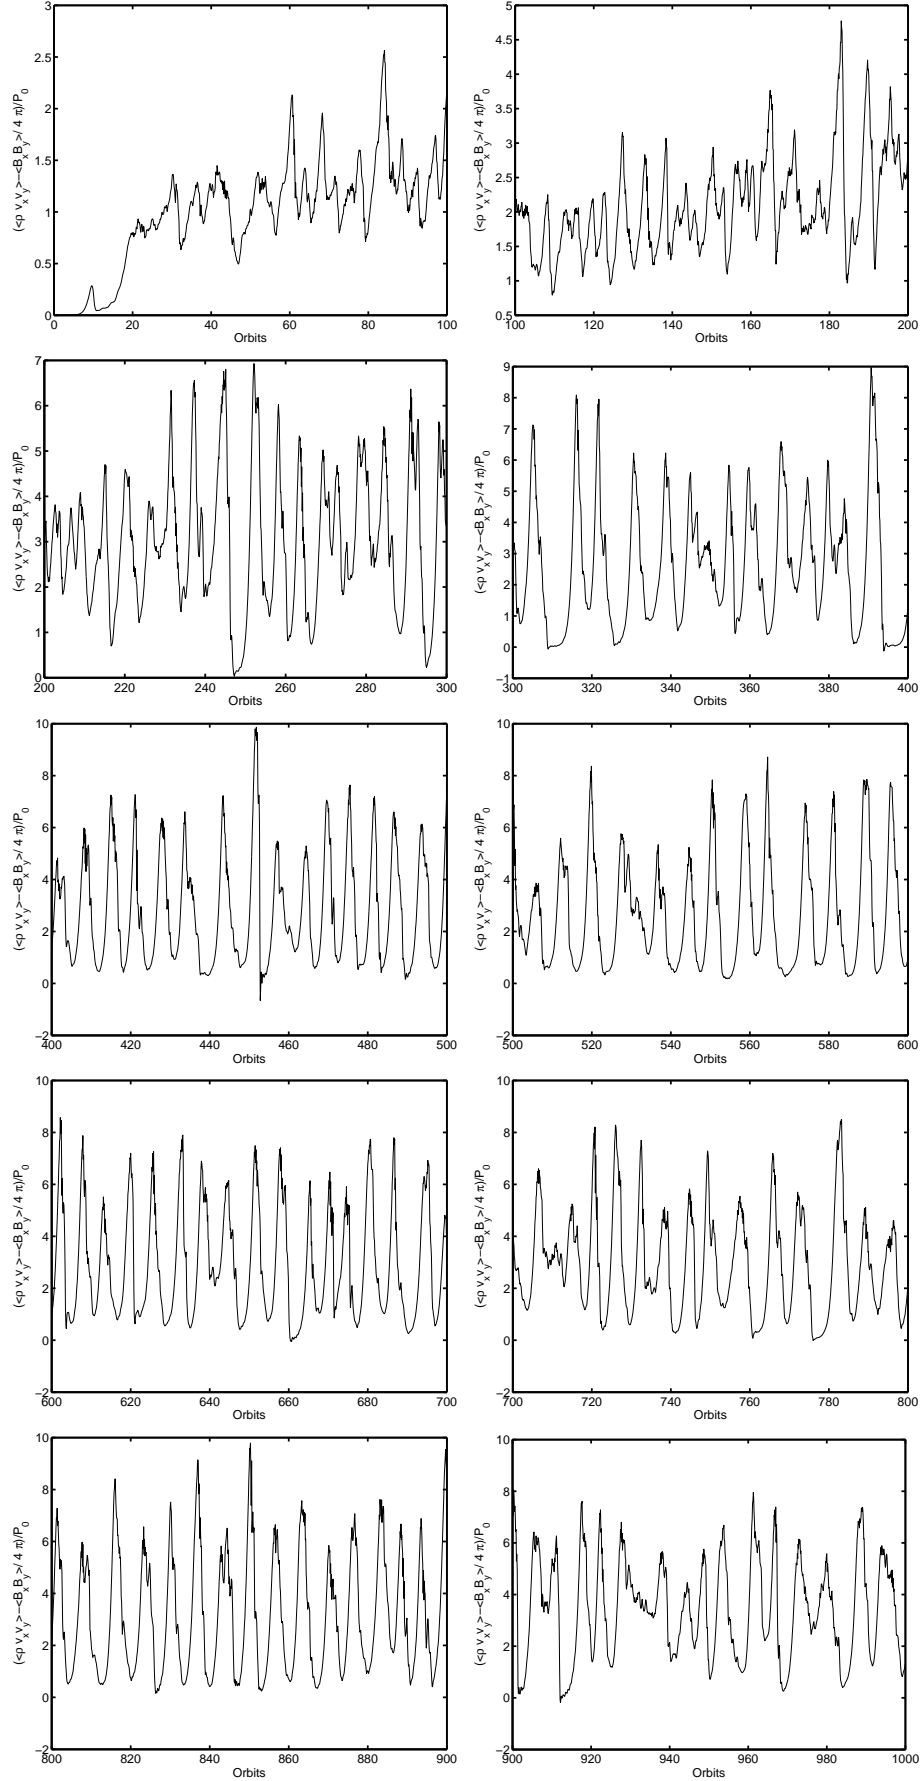 3
2.5
2
1.5
1
0.5
0
0 20 40 60 80 100
Orbits
(<ρ v_x v_y>−<B_x B_y>/ 4 π)/P_0
5
4.5
4
3.5
3
2.5
2
1.5
1
0.5
100 120 140 160 180 200
Orbits
(<ρ v_x v_y>−<B_x B_y>/ 4 π)/P_0
7
6
5
4
3
2
1
0
200 220 240 260 280 300
Orbits
(<ρ v_x v_y>−<B_x B_y>/ 4 π)/P_0
9
8
7
6
5
4
3
2
1
0
−1
300 320 340 360 380 400
Orbits
(<ρ v_x v_y>−<B_x B_y>/ 4 π)/P_0
10
8
6
4
2
0
−2
400 420 440 460 480 500
Orbits
(<ρ v_x v_y>−<B_x B_y>/ 4 π)/P_0
10
8
6
4
2
0
−2
500 520 540 560 580 600
Orbits
(<ρ v_x v_y>−<B_x B_y>/ 4 π)/P_0
10
8
6
4
2
0
−2
600 620 640 660 680 700
Orbits
(<ρ v_x v_y>−<B_x B_y>/ 4 π)/P_0
10
8
6
4
2
0
−2
700 720 740 760 780 800
Orbits
(<ρ v_x v_y>−<B_x B_y>/ 4 π)/P_0
10
8
6
4
2
0
−2
800 820 840 860 880 900
Orbits
(<ρ v_x v_y>−<B_x B_y>/ 4 π)/P_0
10
8
6
4
2
0
−2
900 920 940 960 980 1000
Orbits
(<ρ v_x v_y>−<B_x B_y>/ 4 π)/P_0